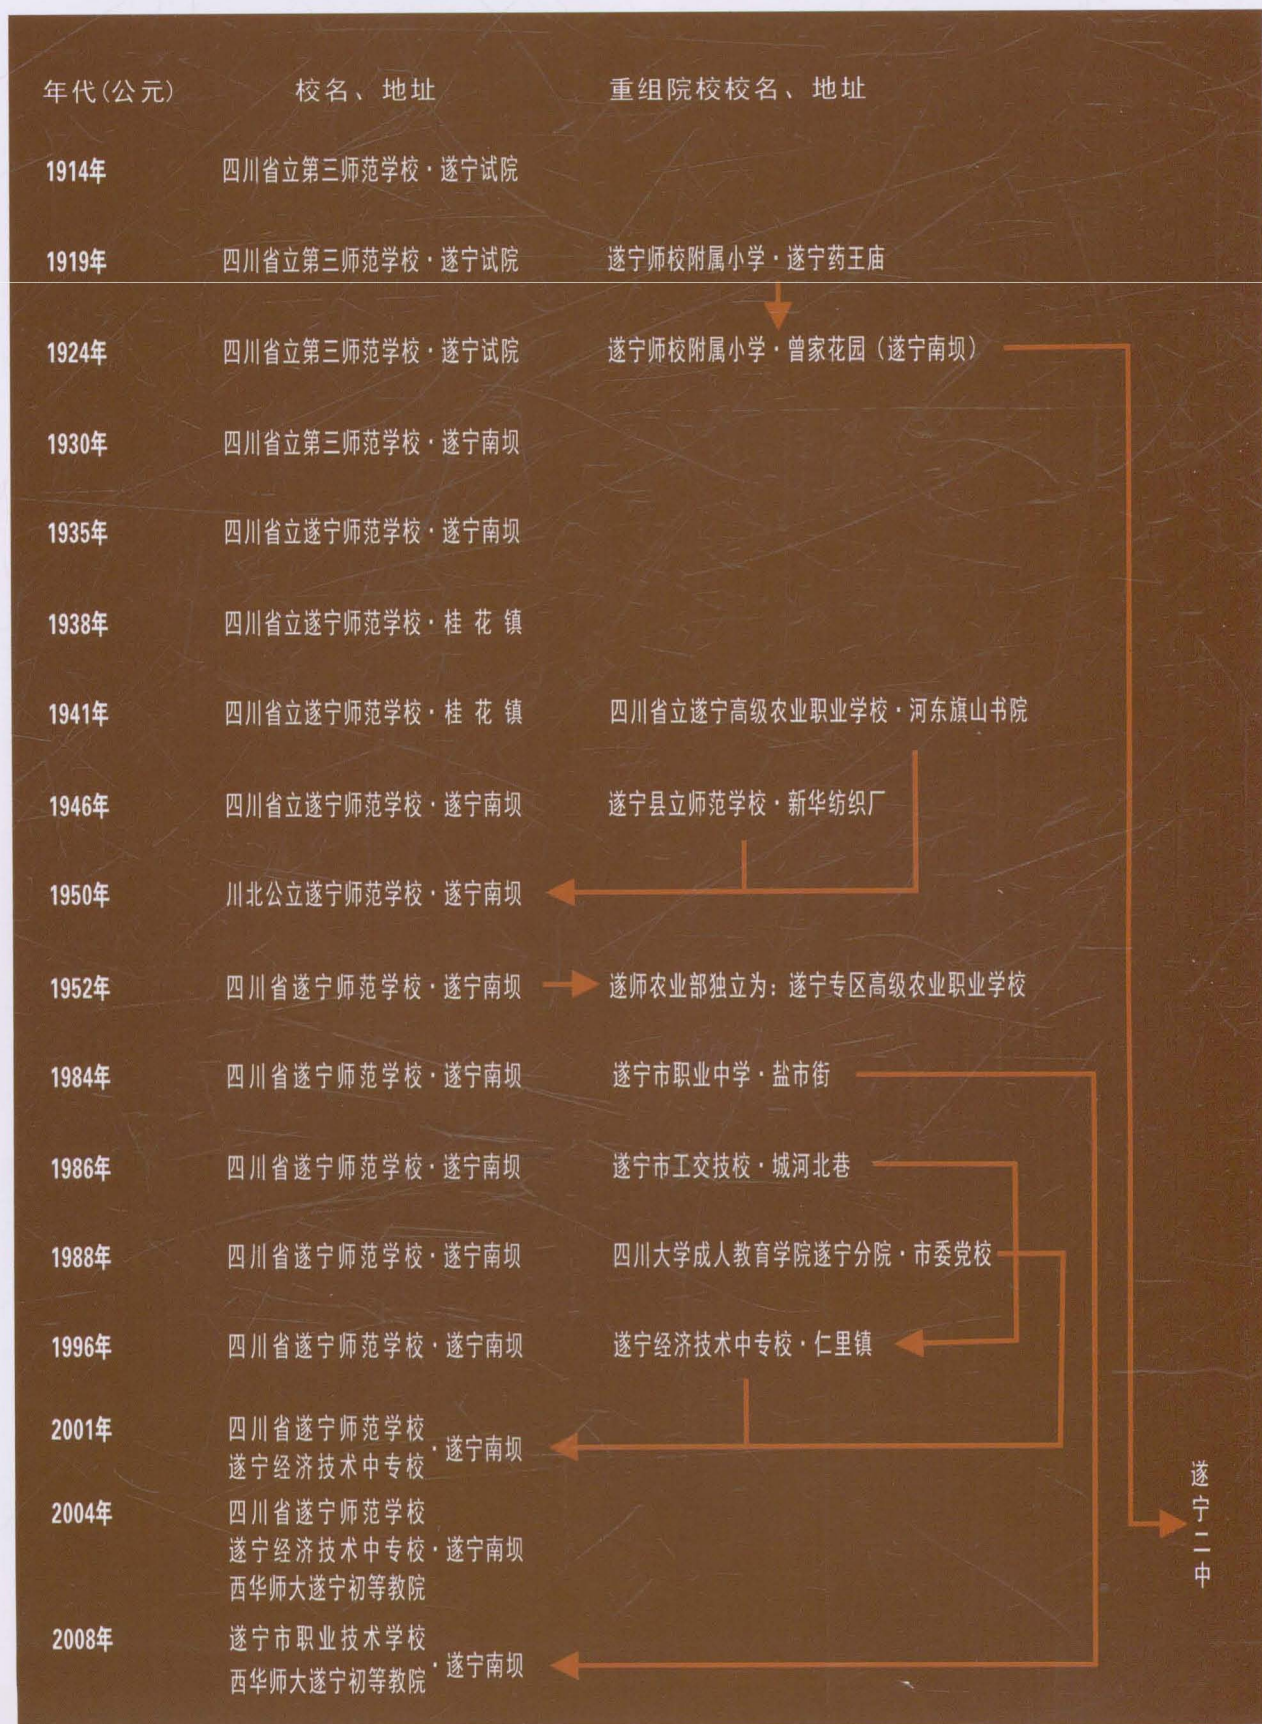 年代(公元) 校名、地址 重组院校校名、地址
1914年 四川省立第三师范学校·遂宁试院
1919年 四川省立第三师范学校·遂宁试院 遂宁师校附属小学·遂宁药王庙
1924年 四川省立第三师范学校·遂宁试院 遂宁师校附属小学·曾家花园（遂宁南坝）
1930年 四川省立第三师范学校·遂宁南坝
1935年 四川省立遂宁师范学校·遂宁南坝
1938年 四川省立遂宁师范学校·桂 花 镇
1941年 四川省立遂宁师范学校·桂 花 镇 四川省立遂宁高级农业职业学校·河东旗山书院
1946年 四川省立遂宁师范学校·遂宁南坝 遂宁县立师范学校·新华纺织厂
1950年 川北公立遂宁师范学校·遂宁南坝
1952年 四川省遂宁师范学校·遂宁南坝 遂师农业部独立为：遂宁专区高级农业职业学校
1984年 四川省遂宁师范学校·遂宁南坝 遂宁市职业中学·盐市街
1986年 四川省遂宁师范学校·遂宁南坝 遂宁市工交技校·城河北巷
1988年 四川省遂宁师范学校·遂宁南坝 四川大学成人教育学院遂宁分院·市委党校
1996年 四川省遂宁师范学校·遂宁南坝 遂宁经济技术中专校·仁里镇
2001年 四川省遂宁师范学校
·遂宁南坝
遂宁经济技术中专校
2004年 四川省遂宁师范学校
遂宁经济技术中专校·遂宁南坝
西华师大遂宁初等教院
2008年 遂宁市职业技术学校
·遂宁南坝
西华师大遂宁初等教院
遂宁二中